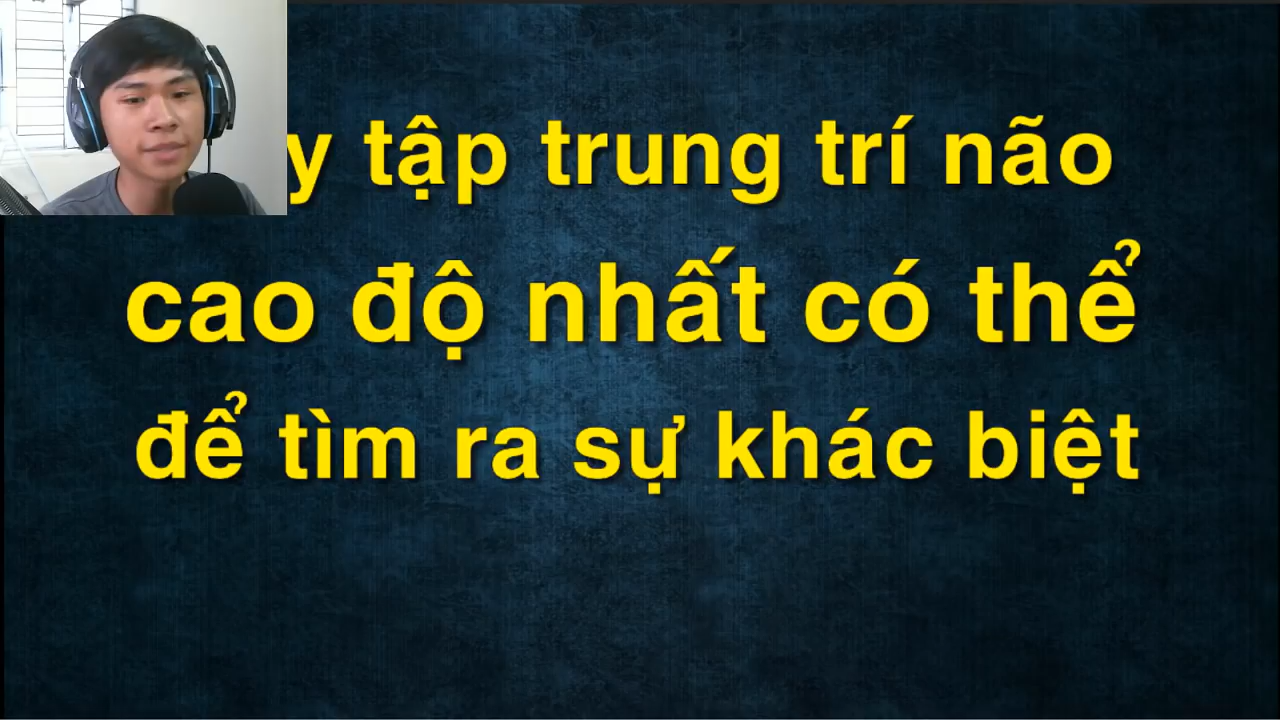 tập trung trí não
cao độ nhất có thể
để tìm ra sự khác biệt